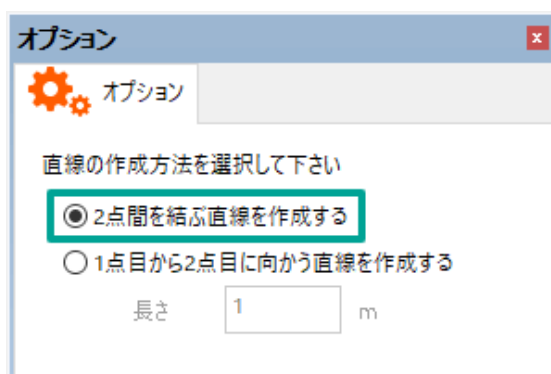 オプション
オプション
直線の作成方法を選択して下さい
2点間を結ぶ直線を作成する
1点目から2点目に向かう直線を作成する
長さ 1 m